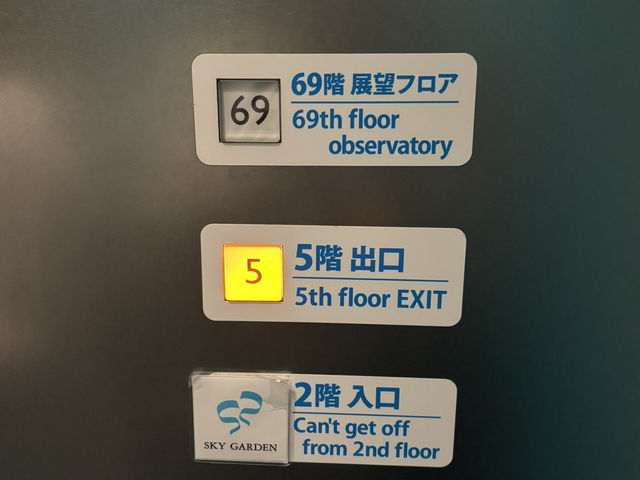 69
69階 展望フロア
69th floor
observatory
5
5階 出口
5th floor EXIT
SKY GARDEN
2階 入口
Can't get off
from 2nd floor